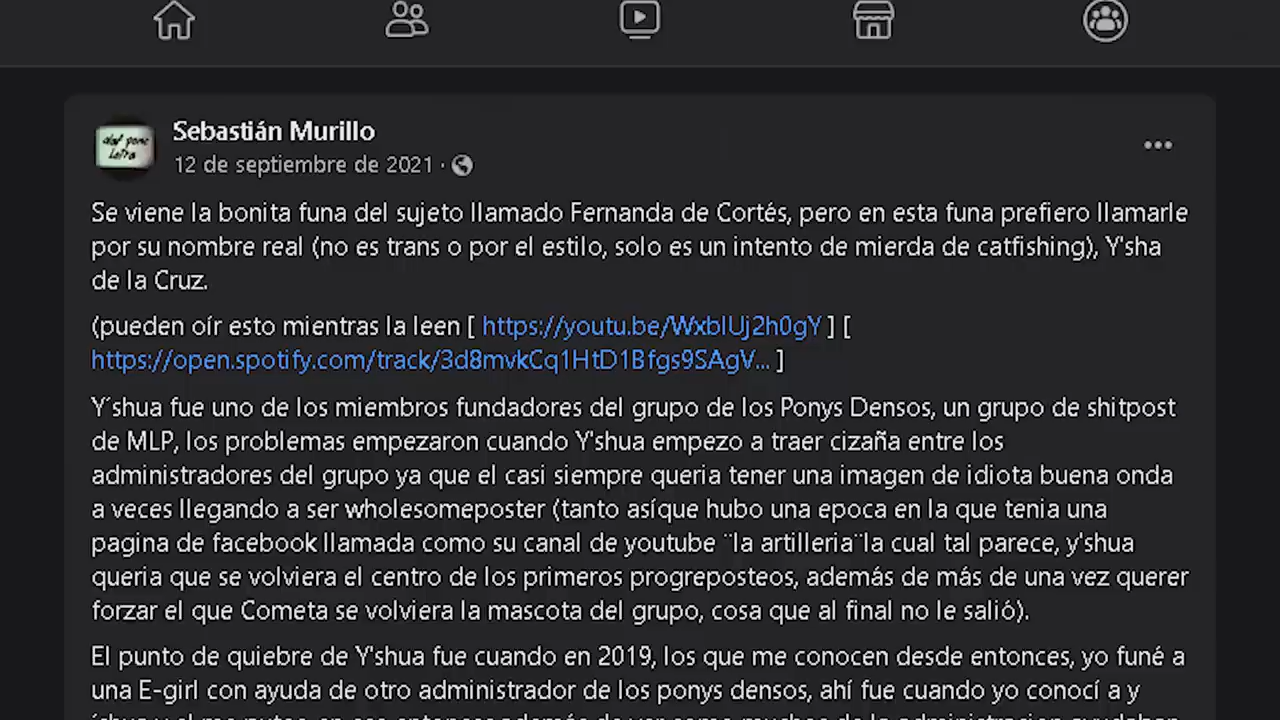 Sebastián Murillo
12 de septiembre de 2021 ·
Se viene la bonita funa del sujeto llamado Fernanda de Cortés, pero en esta funa prefiero llamarle
por su nombre real (no es trans o por el estilo, solo es un intento de mierda de catfishing), Y'sha
de la Cruz.
(pueden oír esto mientras la leen [ https://youtu.be/WxblUj2h0gY ] [
https://open.spotify.com/track/3d8mvkCq1HtD1Bfgs9SAgV... ]
Y´shua fue uno de los miembros fundadores del grupo de los Ponys Densos, un grupo de shitpost
de MLP, los problemas empezaron cuando Y'shua empezo a traer cizaña entre los
administradores del grupo ya que el casi siempre queria tener una imagen de idiota buena onda
a veces llegando a ser wholesomeposter (tanto asíque hubo una epoca en la que tenia una
pagina de facebook llamada como su canal de youtube ¨la artilleria¨la cual tal parece, y'shua
queria que se volviera el centro de los primeros progreposteos, además de más de una vez querer
forzar el que Cometa se volviera la mascota del grupo, cosa que al final no le salió).
El punto de quiebre de Y'shua fue cuando en 2019, los que me conocen desde entonces, yo funé a
una E-girl con ayuda de otro administrador de los ponys densos, ahí fue cuando yo conocí a y